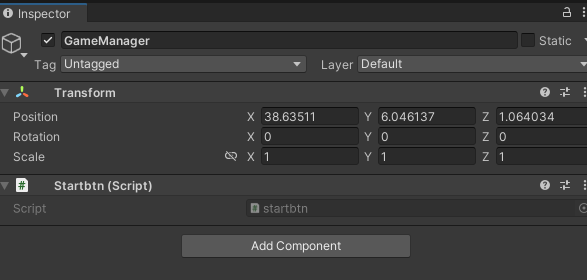 Inspector
GameManager Static
Tag Untagged Layer Default
Transform
Position X 38.63511 Y 6.046137 Z 1.064034
Rotation X 0 Y 0 Z 0
Scale X 1 Y 1 Z 1
# Startbtn (Script)
Script # startbtn
Add Component